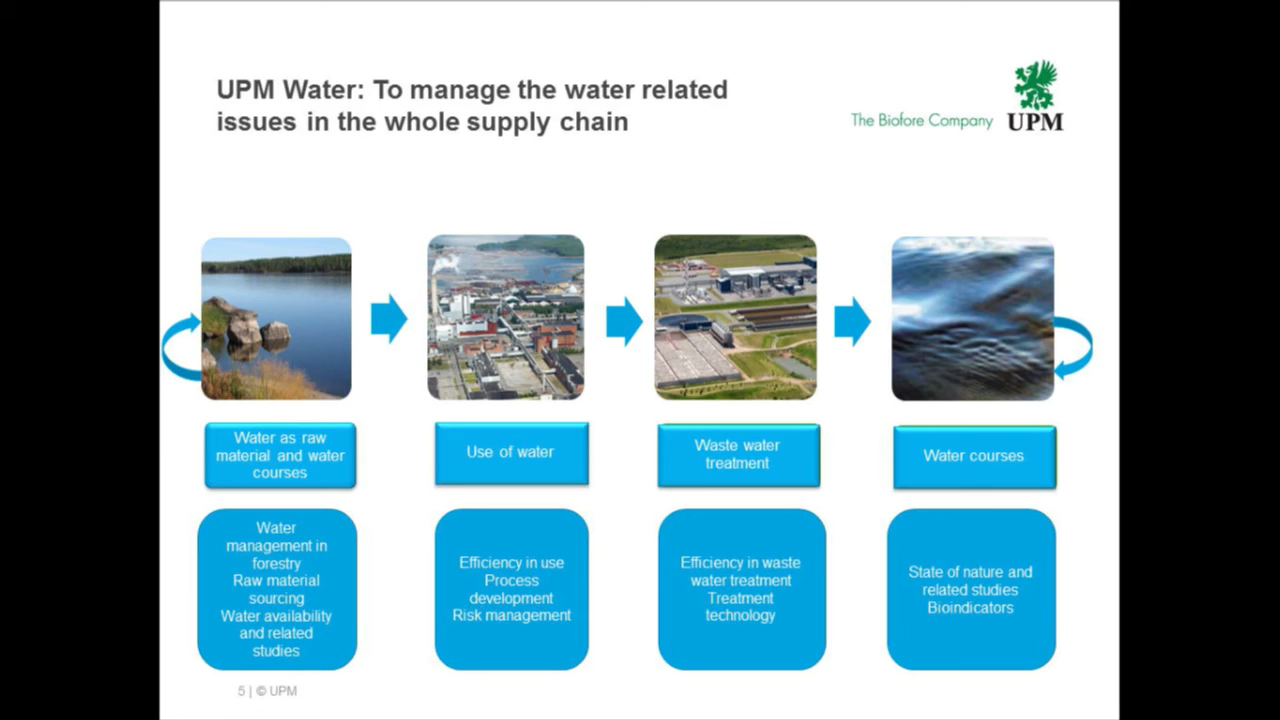 UPM Water: To manage the water related
issues in the whole supply chain
The Biofore Company
UPM
Water as raw
material and water
courses
Use of water
Waste water
treatment
Water courses
Water
management in
forestry
Raw material
sourcing
Water availability
and related
studies
Efficiency in use
Process
development
Risk management
Efficiency in waste
water treatment
Treatment
technology
State of nature and
related studies
Bioindicators
5 | © UPM